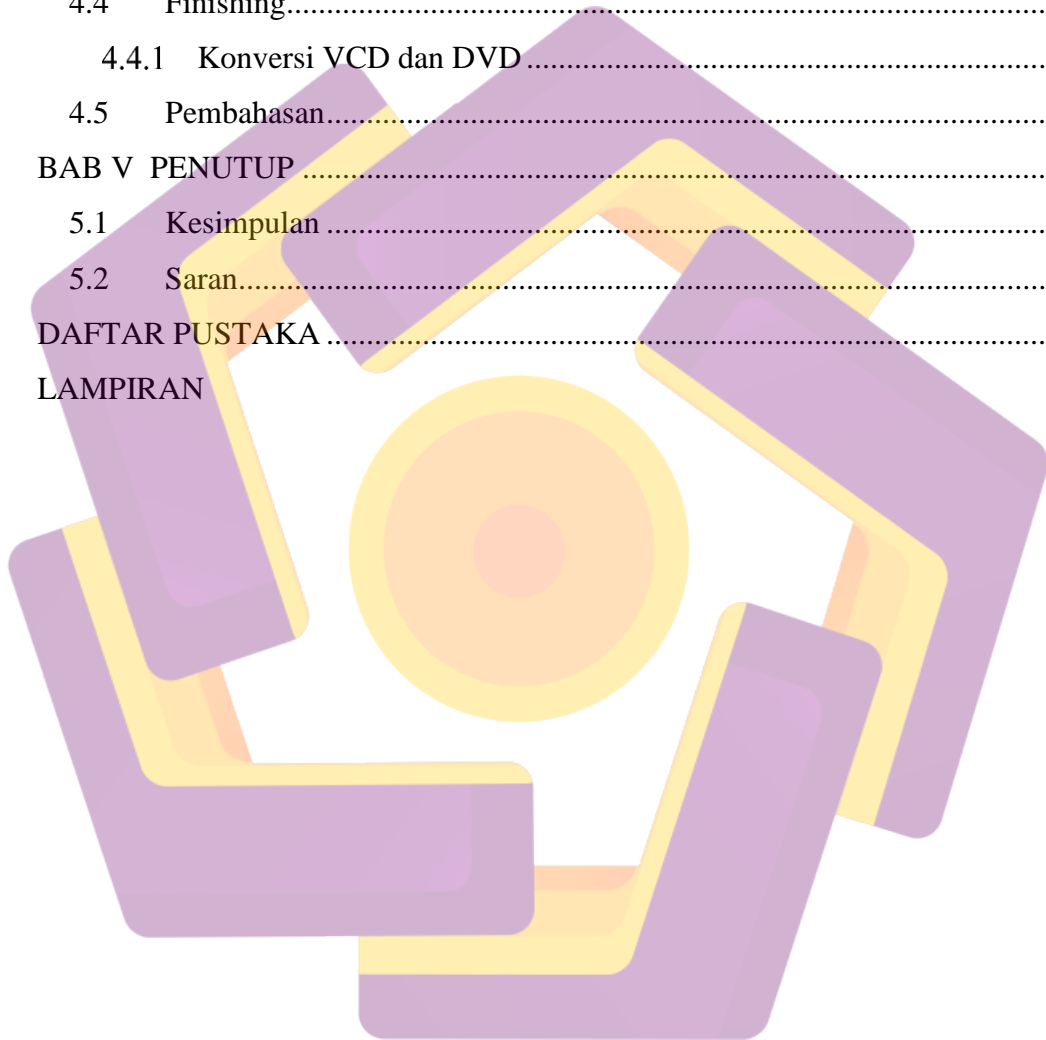 4.4 Finishing........................................................................
4.4.1 Konversi VCD dan DVD........................................................................
4.5 Pembahasan........................................................................
BAB V PENUTUP ........................................................................
5.1 Kesimpulan ........................................................................
5.2 Saran........................................................................
DAFTAR PUSTAKA ........................................................................
LAMPIRAN